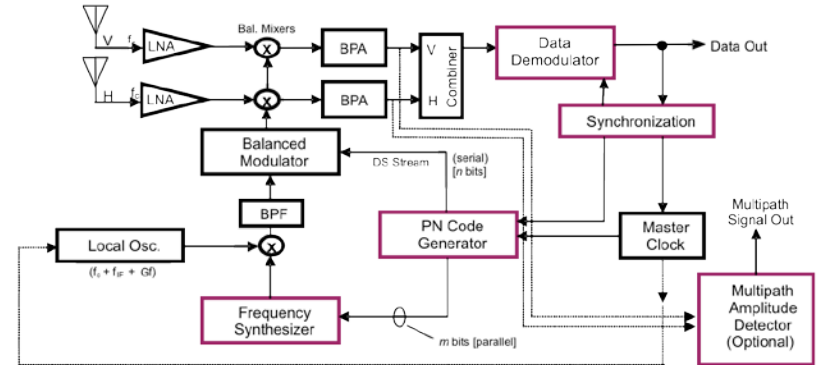 Bal. Mixers
V
f
LNA
X
BPA
V
Combiner
Data
Demodulator
Data Out
H
f
LNA
X
BPA
H
Synchronization
Balanced
Modulator
DS Stream
(serial)
[n bits]
Multipath
Signal Out
BPF
PN Code
Generator
Master
Clock
Local Osc.
X
(fc + fIF + Gf)
Frequency
Synthesizer
m bits [parallel]
Multipath
Amplitude
Detector
(Optional)